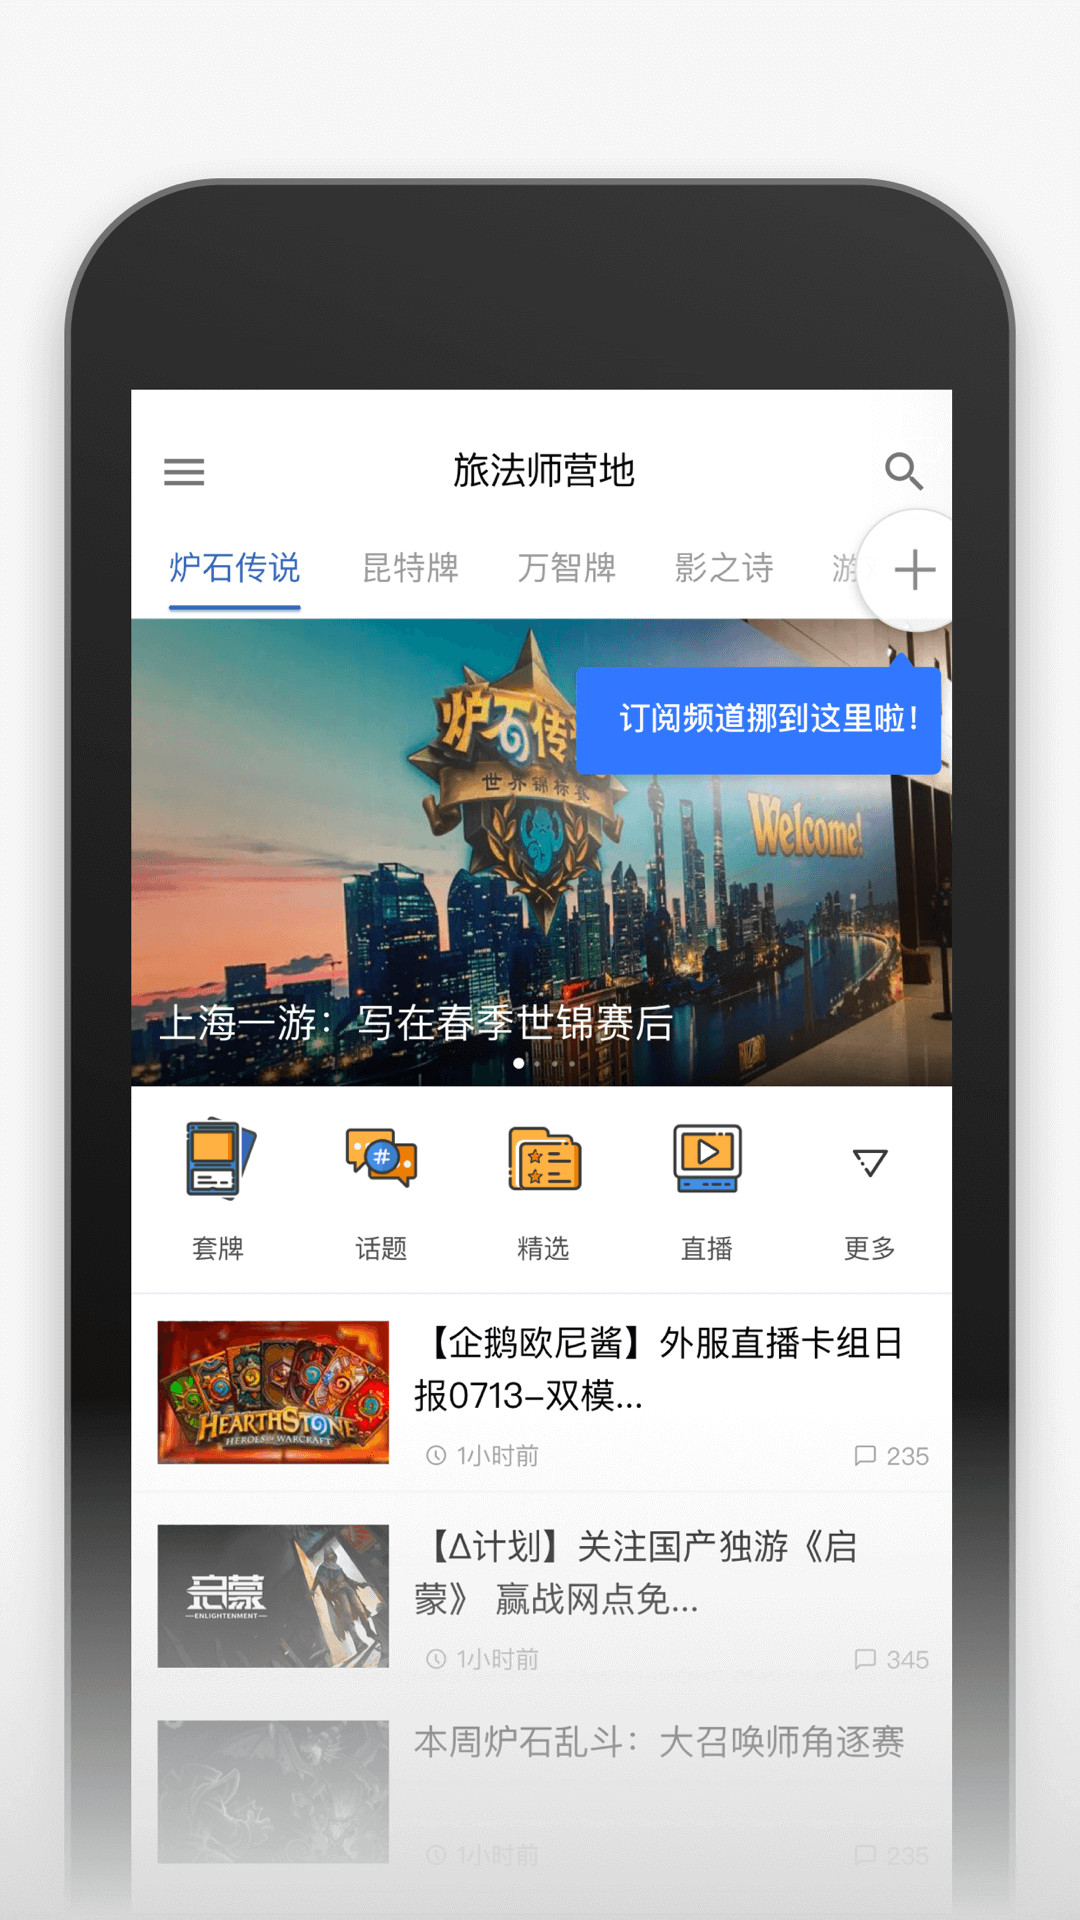 旅法师营地
炉石传说 昆特牌 万智牌 影之诗 游
订阅频道挪到这里啦！
炉石传
世界锦标赛
Welcome!
上海一游：写在春季世锦赛后
#
套牌 话题 精选 直播 更多
【企鹅欧尼酱】外服直播卡组日
报0713-双模...
HEARTHSTONE
HEROES OF WARCRAFT
1小时前 235
【Δ计划】关注国产独游《启
蒙》 赢战网点免...
启蒙
ENLIGHTENMENT
1小时前 345
本周炉石乱斗：大召唤师角逐赛
1小时前 235